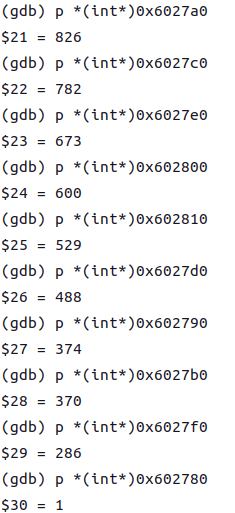 (gdb) p *(int*)0x6027a0
$21 = 826
(gdb) p *(int*)0x6027c0
$22 = 782
(gdb) p *(int*)0x6027e0
$23 = 673
(gdb) p *(int*)0x602800
$24 = 600
(gdb) p *(int*)0x602810
$25 = 529
(gdb) p *(int*)0x6027d0
$26 = 488
(gdb) p *(int*)0x602790
$27 = 374
(gdb) p *(int*)0x6027b0
$28 = 370
(gdb) p *(int*)0x6027f0
$29 = 286
(gdb) p *(int*)0x602780
$30 = 1